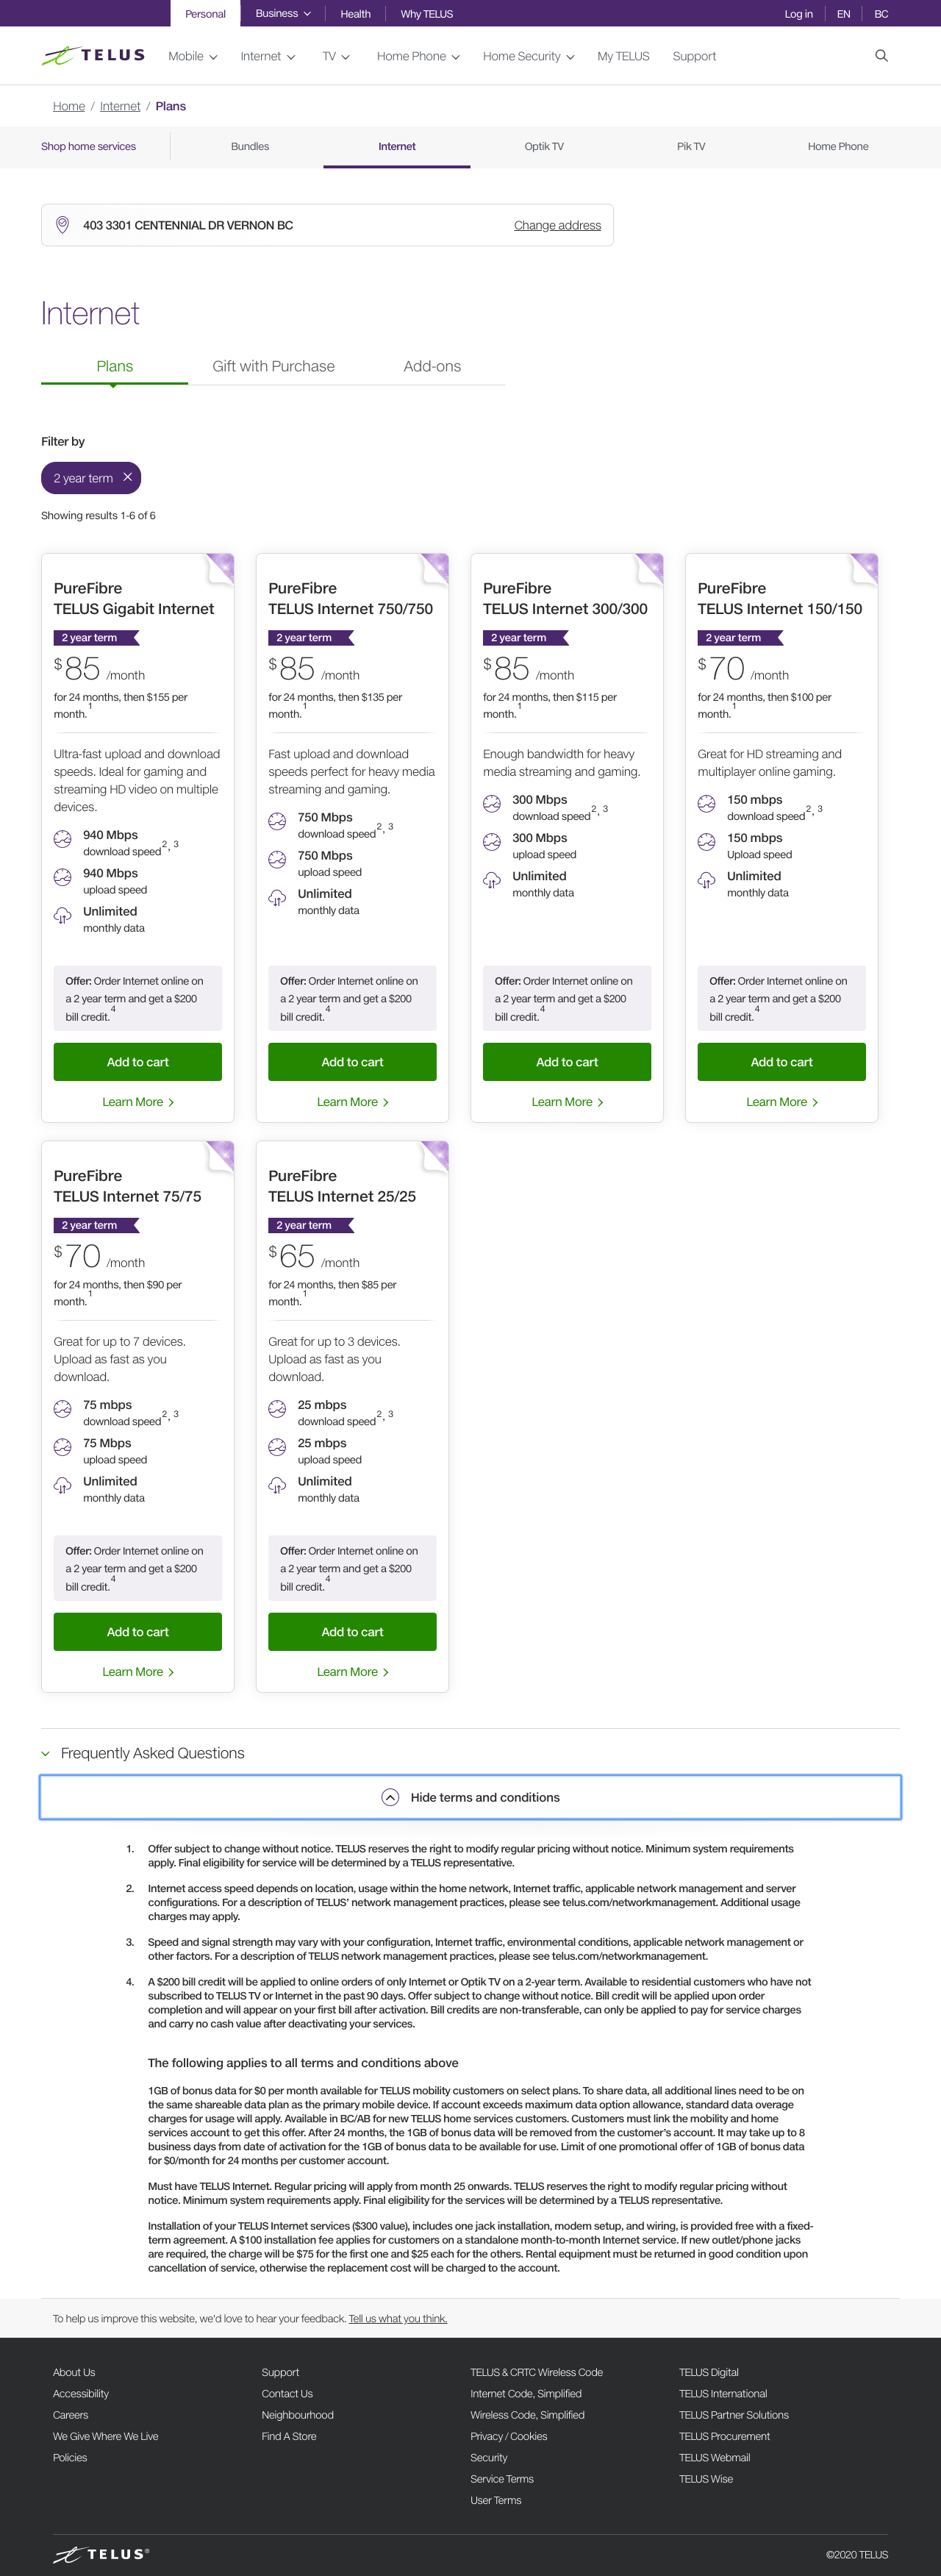 Personal Business Health Why TELUS Log in EN BC
TELUS Mobile Internet TV Home Phone Home Security My TELUS Support
Home / Internet / Plans
Shop home services Bundles Internet Optik TV Pik TV Home Phone
403 3301 CENTENNIAL DR VERNON BC Change address
Internet
Plans Gift with Purchase Add-ons
Filter by
2 year term
Showing results 1-6 of 6
PureFibre
TELUS Gigabit Internet
2 year term
$85 /month
for 24 months, then $155 per
month.1
Ultra-fast upload and download
speeds. Ideal for gaming and
streaming HD video on multiple
devices.
940 Mbps
download speed2, 3
940 Mbps
upload speed
Unlimited
monthly data
Offer: Order Internet online on
a 2 year term and get a $200
bill credit.4
Add to cart
Learn More
PureFibre
TELUS Internet 750/750
2 year term
$85 /month
for 24 months, then $135 per
month.1
Fast upload and download
speeds perfect for heavy media
streaming and gaming.
750 Mbps
download speed2, 3
750 Mbps
upload speed
Unlimited
monthly data
Offer: Order Internet online on
a 2 year term and get a $200
bill credit.4
Add to cart
Learn More
PureFibre
TELUS Internet 300/300
2 year term
$85 /month
for 24 months, then $115 per
month.1
Enough bandwidth for heavy
media streaming and gaming.
300 Mbps
download speed2, 3
300 Mbps
upload speed
Unlimited
monthly data
Offer: Order Internet online on
a 2 year term and get a $200
bill credit.4
Add to cart
Learn More
PureFibre
TELUS Internet 150/150
2 year term
$70 /month
for 24 months, then $100 per
month.1
Great for HD streaming and
multiplayer online gaming.
150 mbps
download speed2, 3
150 mbps
Upload speed
Unlimited
monthly data
Offer: Order Internet online on
a 2 year term and get a $200
bill credit.4
Add to cart
Learn More
PureFibre
TELUS Internet 75/75
2 year term
$70 /month
for 24 months, then $90 per
month.1
Great for up to 7 devices.
Upload as fast as you
download.
75 mbps
download speed2, 3
75 Mbps
upload speed
Unlimited
monthly data
Offer: Order Internet online on
a 2 year term and get a $200
bill credit.4
Add to cart
Learn More
PureFibre
TELUS Internet 25/25
2 year term
$65 /month
for 24 months, then $85 per
month.1
Great for up to 3 devices.
Upload as fast as you
download.
25 mbps
download speed2, 3
25 mbps
upload speed
Unlimited
monthly data
Offer: Order Internet online on
a 2 year term and get a $200
bill credit.4
Add to cart
Learn More
Frequently Asked Questions
Hide terms and conditions
1. Offer subject to change without notice. TELUS reserves the right to modify regular pricing without notice. Minimum system requirements
apply. Final eligibility for service will be determined by a TELUS representative.
2. Internet access speed depends on location, usage within the home network, Internet traffic, applicable network management and server
configurations. For a description of TELUS' network management practices, please see telus.com/networkmanagement. Additional usage
charges may apply.
3. Speed and signal strength may vary with your configuration, Internet traffic, environmental conditions, applicable network management or
other factors. For a description of TELUS network management practices, please see telus.com/networkmanagement.
4. A $200 bill credit will be applied to online orders of only Internet or Optik TV on a 2-year term. Available to residential customers who have not
subscribed to TELUS TV or Internet in the past 90 days. Offer subject to change without notice. Bill credit will be applied upon order
completion and will appear on your first bill after activation. Bill credits are non-transferable, can only be applied to pay for service charges
and carry no cash value after deactivating your services.
The following applies to all terms and conditions above
1GB of bonus data for $0 per month available for TELUS mobility customers on select plans. To share data, all additional lines need to be on
the same shareable data plan as the primary mobile device. If account exceeds maximum data option allowance, standard data overage
charges for usage will apply. Available in BC/AB for new TELUS home services customers. Customers must link the mobility and home
services account to get this offer. After 24 months, the 1GB of bonus data will be removed from the customer's account. It may take up to 8
business days from date of activation for the 1GB of bonus data to be available for use. Limit of one promotional offer of 1GB of bonus data
for $0/month for 24 months per customer account.
Must have TELUS Internet. Regular pricing will apply from month 25 onwards. TELUS reserves the right to modify regular pricing without
notice. Minimum system requirements apply. Final eligibility for the services will be determined by a TELUS representative.
Installation of your TELUS Internet services ($300 value), includes one jack installation, modem setup, and wiring, is provided free with a fixed-
term agreement. A $100 installation fee applies for customers on a standalone month-to-month Internet service. If new outlet/phone jacks
are required, the charge will be $75 for the first one and $25 each for the others. Rental equipment must be returned in good condition upon
cancellation of service, otherwise the replacement cost will be charged to the account.
To help us improve this website, we'd love to hear your feedback. Tell us what you think.
About Us
Accessibility
Careers
We Give Where We Live
Policies
Support
Contact Us
Neighbourhood
Find A Store
TELUS & CRTC Wireless Code
Internet Code, Simplified
Wireless Code, Simplified
Privacy / Cookies
Security
Service Terms
User Terms
TELUS Digital
TELUS International
TELUS Partner Solutions
TELUS Procurement
TELUS Webmail
TELUS Wise
TELUS® ©2020 TELUS